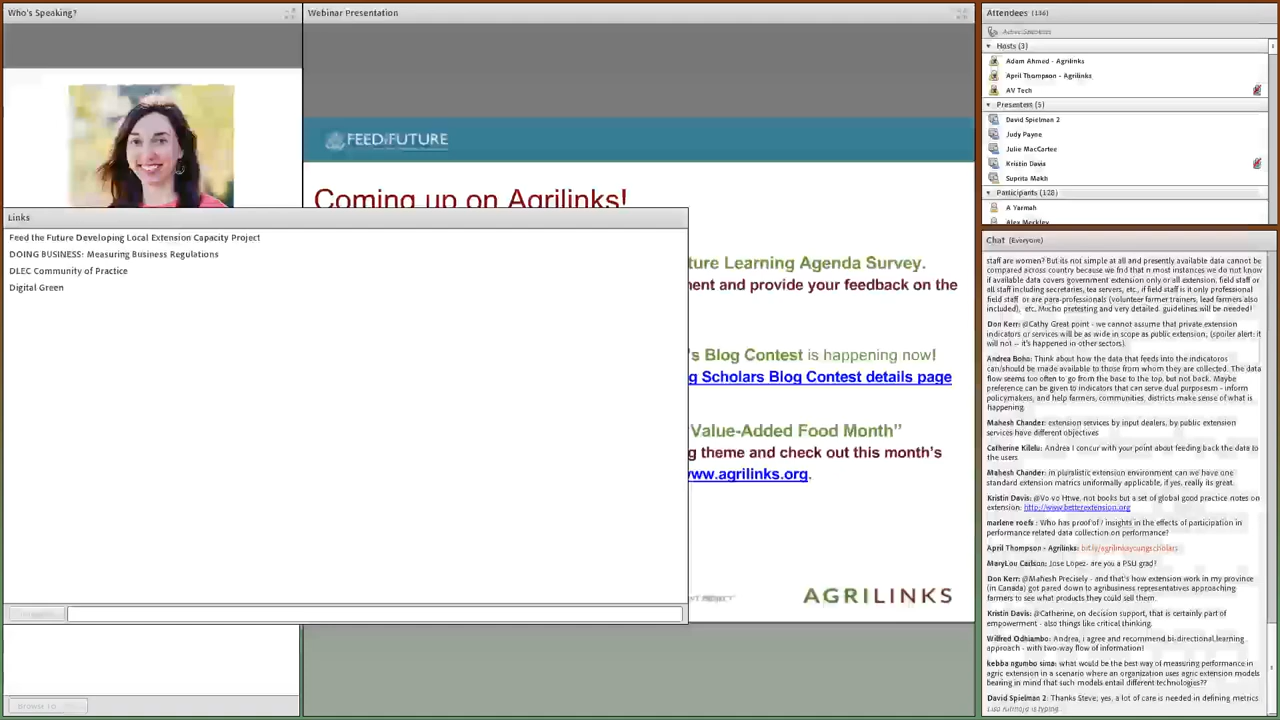 Who's Speaking?
Webinar Presentation
FEED FUTURE
Coming up on Agrilinks!
Links
Feed the Future Developing Local Extension Capacity Project
DOING BUSINESS: Measuring Business Regulations
DLEC Community of Practice
Digital Green
ture Learning Agenda Survey.
ent and provide your feedback on the
's Blog Contest is happening now!
g Scholars Blog Contest details page
Value-Added Food Month”
g theme and check out this month’s
ww.agrilinks.org.
AGRILINKS
Browse To
Attendees (136)
Active Speakers
Hosts (3)
Adam Ahmed - Agrilinks
April Thompson - Agrilinks
AV Tech
Presenters (5)
David Spielman 2
Judy Payne
Julie MacCartee
Kristin Davis
Suprita Makh
Participants (128)
A Yarmah
Alex Meckley
Chat (Everyone)
staff are women? But its not simple at all and presently available data cannot be
compared across country because we fnd that n most instances we do not know
if available data covers government extension only or all extension, field staff or
all staff including secretaries, tea servers, etc., if field staff is it only professional
field staff or are para-professionals (volunteer farmer trainers, lead farmers also
included), etc. Mucho pretesting and very detailed guidelines will be needed!
Don Kerr: @Cathy Great point - we cannot assume that private extension
indicators or services will be as wide in scope as public extension, (spoiler alert: it
will not -- it's happened in other sectors).
Andrea Bohn: Think about how the data that feeds into the indicatoros
can/should be made available to those from whom they are collected. The data
flow seems too often to go from the base to the top, but not back. Maybe
preference can be given to indicators that can serve dual purposesm - inform
policymakers, and help farmers, communities, districts make sense of what is
happening.
Mahesh Chander: extension services by input dealers, by public extension
services have different objectives
Catherine Kilelu: Andrea I concur with your point about feeding back the data to
the users
Mahesh Chander: in pluralistic extension environment can we have one
standard extension metrics uniformally applicable, if yes, really its great.
Kristin Davis: @Vo-vo Htwe, not books but a set of global good practice notes on
extension: http://www.betterextension.org
marlene roefs : Who has proof of / insights in the effects of participation in
performance related data collection on performance?
April Thompson - Agrilinks: bit.ly/agrilinksyoungscholars
MaryLou Carlson: Jose Lopez- are you a PSU grad?
Don Kerr: @Mahesh Precisely - and that's how extension work in my province
(in Canada) got pared down to agribusiness representatives approaching
farmers to see what products they could sell them.
Kristin Davis: @Catherine, on decision support, that is certainly part of
empowerment - also things like critical thinking.
Wilfred Odhiambo: Andrea, i agree and recommend bi-directional,learning
approach - with two-way flow of information!
kebba ngumbo sima: what would be the best way of measuring performance in
agric extension in a scenario where an organization uses agric extension models
bearing in mind that such models entail different technologies??
David Spielman 2: Thanks Steve; yes, a lot of care is needed in defining metrics
is typing